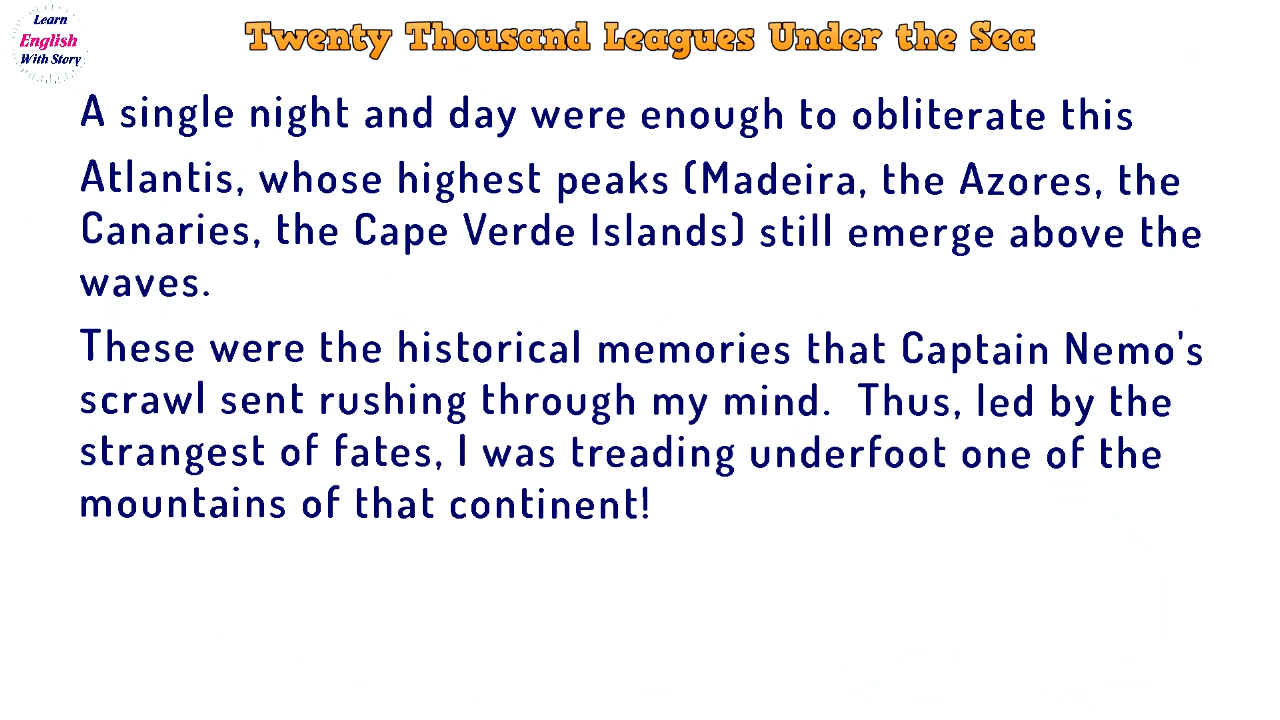 Learn
English
With Story
Twenty Thousand Leagues Under the Sea
A single night and day were enough to obliterate this
Atlantis, whose highest peaks (Madeira, the Azores, the
Canaries, the Cape Verde Islands) still emerge above the
waves.
These were the historical memories that Captain Nemo's
scrawl sent rushing through my mind.  Thus, led by the
strangest of fates, I was treading underfoot one of the
mountains of that continent!